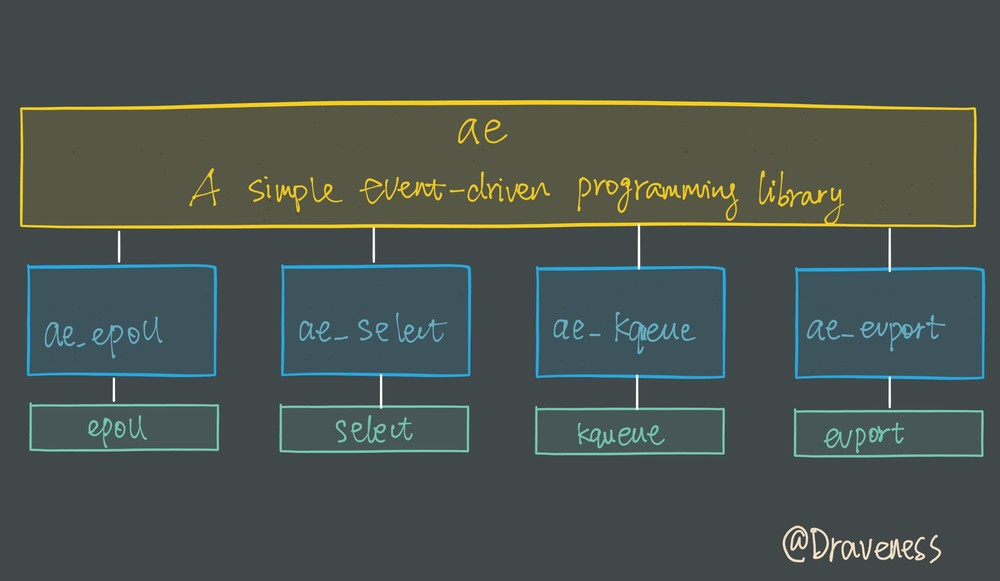 ae
A simple event-driven programming library
ae_epoll
ae_select
ae_kqueue
ae_evport
epoll
select
kqueue
evport
@Draveness